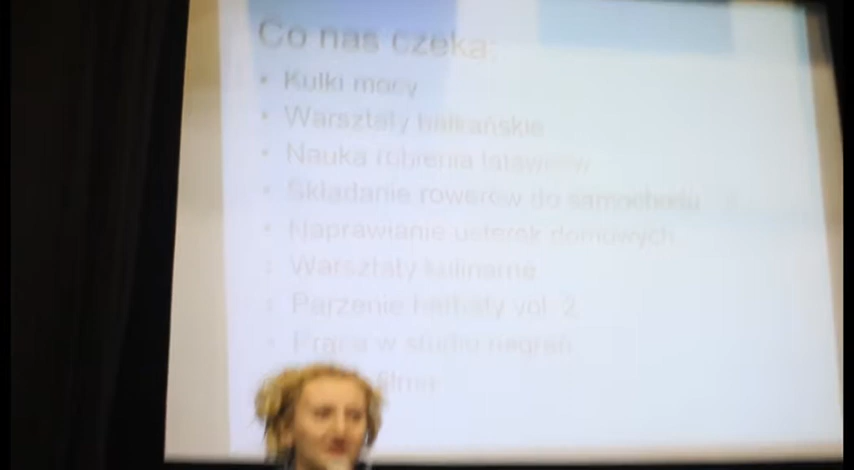 Co nas czeka:
• Kulki mocy
• Warsztaty bałkańskie
• Nauka robienia latawców
• Składanie rowerów do samochodu
• Naprawianie usterek domowych
• Warsztaty kulinarne
• Parzenie herbaty vol. 2
• Praca w studio nagrań
filmu